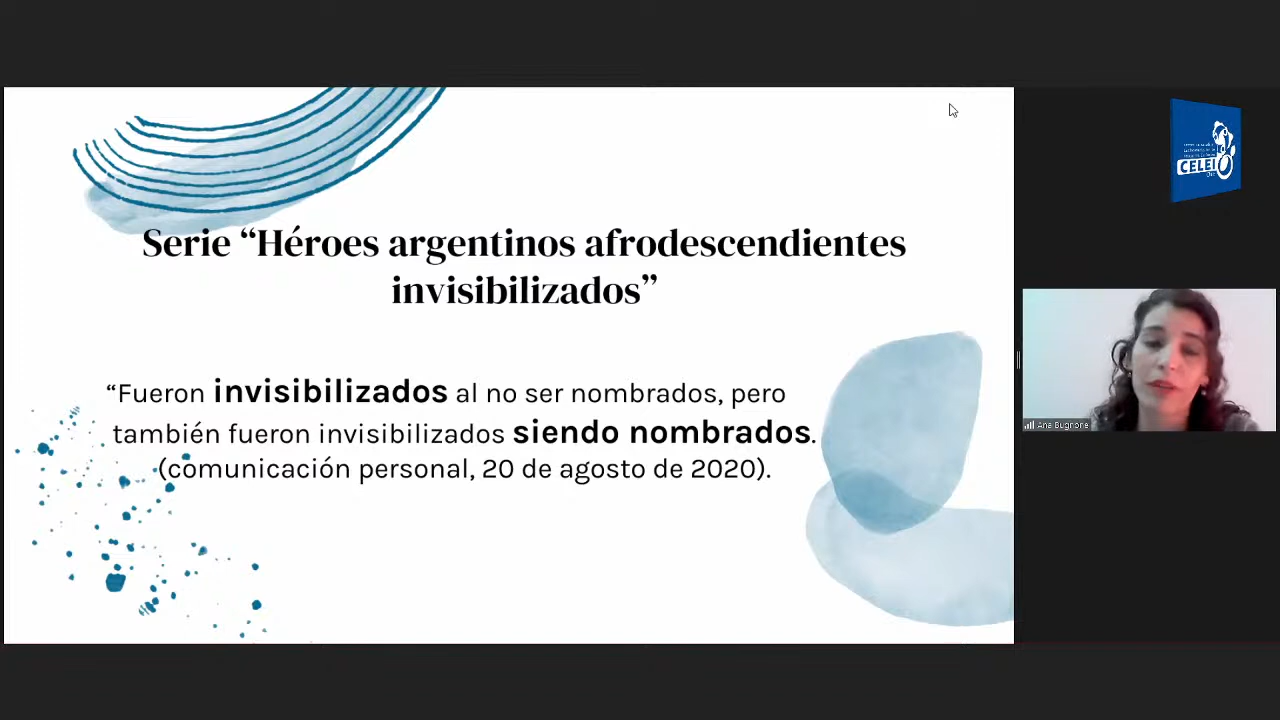 Serie “Héroes argentinos afrodescendientes
invisibilizados”
“Fueron invisibilizados al no ser nombrados, pero
también fueron invisibilizados siendo nombrados.
(comunicación personal, 20 de agosto de 2020).
CELEI
Ana Bugnone